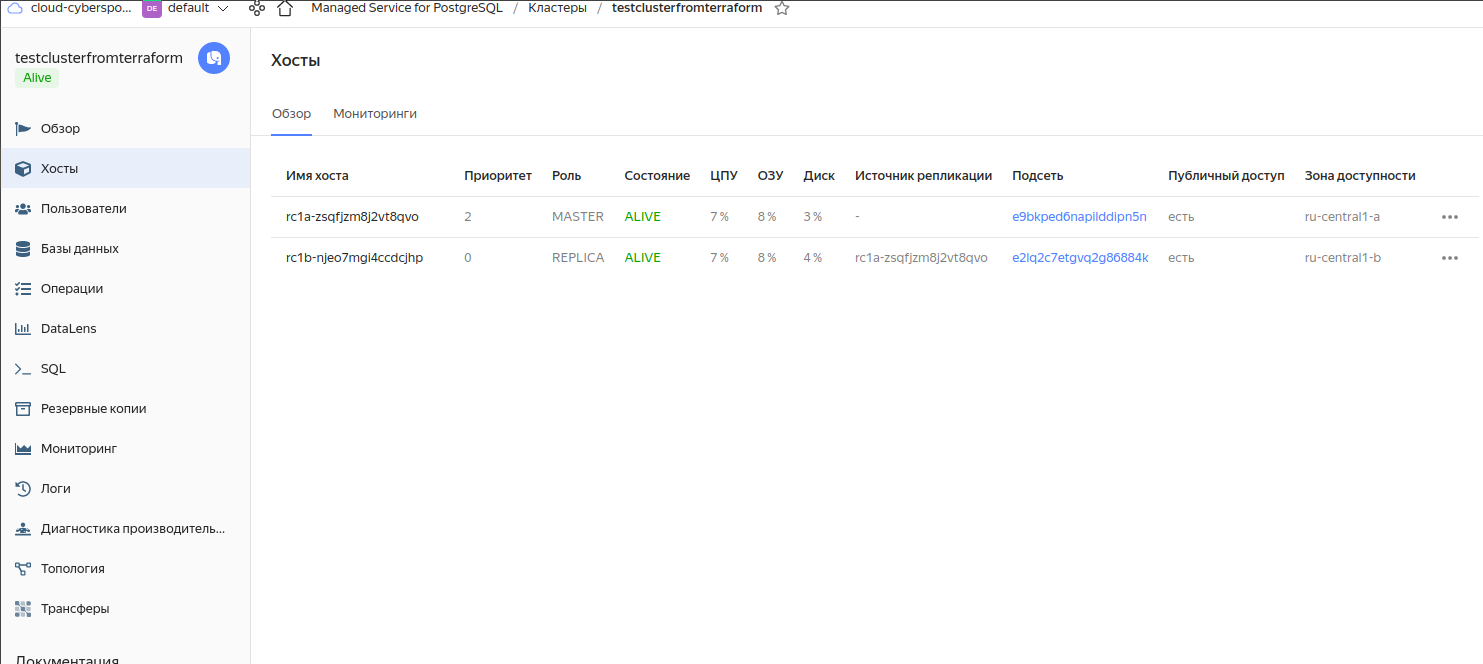 cloud-cyberspo... DE default Managed Service for PostgreSQL / Кластеры / testclusterfromterraform
testclusterfromterraform
Alive
Обзор
Хосты
Пользователи
Базы данных
Операции
DataLens
SQL
Резервные копии
Мониторинг
Логи
Диагностика производитель...
Топология
Трансферы
Документация
Хосты
Обзор Мониторинги
Имя хоста Приоритет Роль Состояние ЦПУ ОЗУ Диск Источник репликации Подсеть Публичный доступ Зона доступности
rc1a-zsqfjzm8j2vt8qvo 2 MASTER ALIVE 7 % 8 % 3 % - e9bkped6napilddipn5n есть ru-central1-a
rc1b-njeo7mgi4ccdcjhp 0 REPLICA ALIVE 7 % 8 % 4 % rc1a-zsqfjzm8j2vt8qvo e2lq2c7etgvq2g86884k есть ru-central1-b